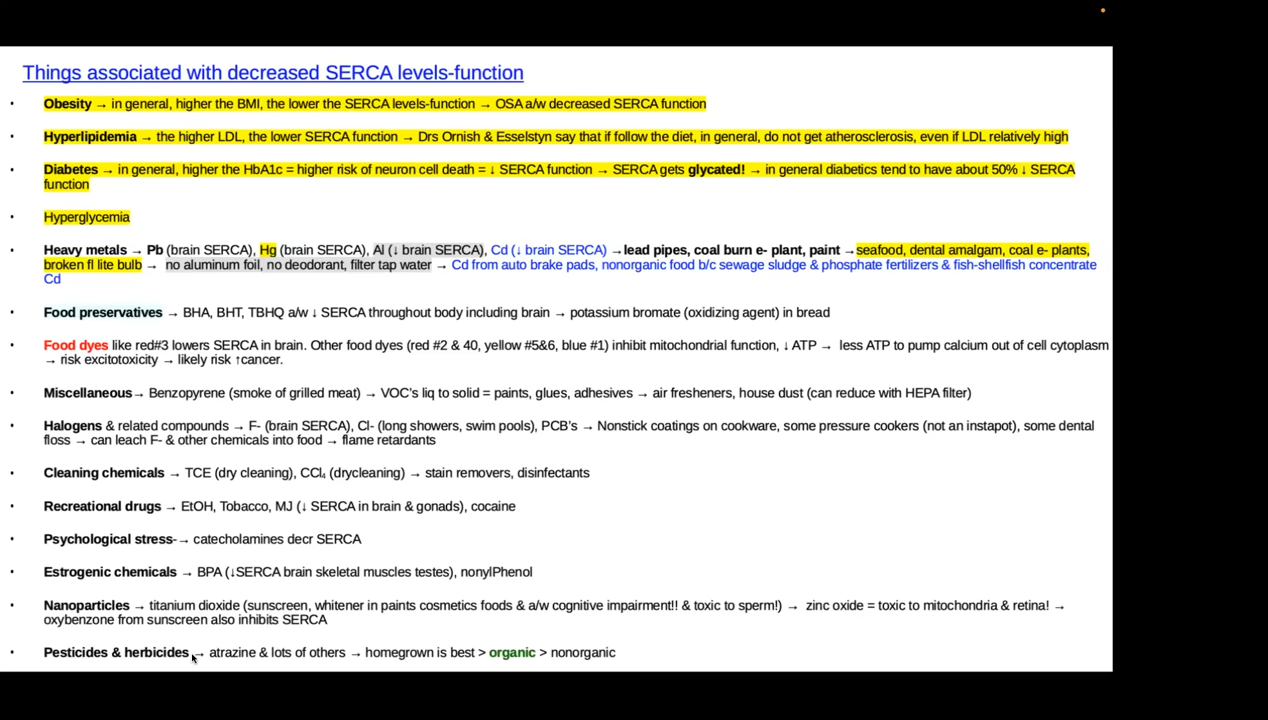 Things associated with decreased SERCA levels-function
• Obesity → in general, higher the BMI, the lower the SERCA levels-function → OSA a/w decreased SERCA function
• Hyperlipidemia → the higher LDL, the lower SERCA function → Drs Ornish & Esselstyn say that if follow the diet, in general, do not get atherosclerosis, even if LDL relatively high
• Diabetes → in general, higher the HbA1c = higher risk of neuron cell death = ↓ SERCA function → SERCA gets glycated! → in general diabetics tend to have about 50% ↓ SERCA
function
• Hyperglycemia
• Heavy metals → Pb (brain SERCA), Hg (brain SERCA), Al (↓ brain SERCA), Cd (↓ brain SERCA) →lead pipes, coal burn e- plant, paint →seafood, dental amalgam, coal e- plants,
broken fl lite bulb → no aluminum foil, no deodorant, filter tap water → Cd from auto brake pads, nonorganic food b/c sewage sludge & phosphate fertilizers & fish-shellfish concentrate
Cd
• Food preservatives → BHA, BHT, TBHQ a/w ↓ SERCA throughout body including brain → potassium bromate (oxidizing agent) in bread
• Food dyes like red#3 lowers SERCA in brain. Other food dyes (red #2 & 40, yellow #5&6, blue #1) inhibit mitochondrial function, ↓ ATP → less ATP to pump calcium out of cell cytoplasm
→ risk excitotoxicity → likely risk ↑cancer.
• Miscellaneous→ Benzopyrene (smoke of grilled meat) → VOC's liq to solid = paints, glues, adhesives → air fresheners, house dust (can reduce with HEPA filter)
• Halogens & related compounds → F- (brain SERCA), Cl- (long showers, swim pools), PCB's → Nonstick coatings on cookware, some pressure cookers (not an instapot), some dental
floss → can leach F- & other chemicals into food → flame retardants
• Cleaning chemicals → TCE (dry cleaning), CCl₄ (drycleaning) → stain removers, disinfectants
• Recreational drugs → EtOH, Tobacco, MJ (↓ SERCA in brain & gonads), cocaine
• Psychological stress-→ catecholamines decr SERCA
• Estrogenic chemicals → BPA (↓SERCA brain skeletal muscles testes), nonylPhenol
• Nanoparticles → titanium dioxide (sunscreen, whitener in paints cosmetics foods & a/w cognitive impairment!! & toxic to sperm!) → zinc oxide = toxic to mitochondria & retina! →
oxybenzone from sunscreen also inhibits SERCA
• Pesticides & herbicides → atrazine & lots of others → homegrown is best > organic > nonorganic